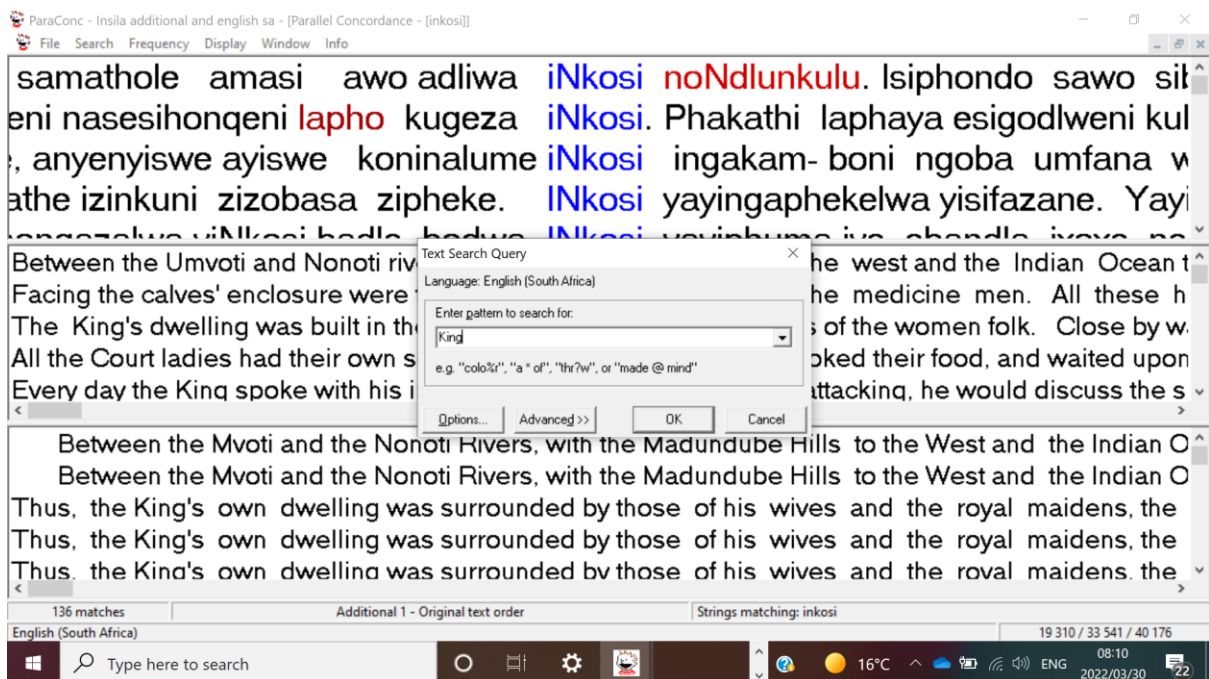 ParaConc - Insila additional and english sa - [Parallel Concordance - [inkosi]]
File Search Frequency Display Window Info
samathole amasi awo adliwa iNkosi noNdlunkulu. Isiphondo sawo
eni nasesihonqeni lapho kugeza iNkosi. Phakathi laphaya esigodlweni kul
, anyenyiswe ayiswe koninalume iNkosi ingakam- boni ngoba umfana w
athe izinkuni zizobasa zipheke. INkosi yayingaphekelwa yisifazane. Yayi
Between the Umvoti and Nonoti riv he west and the Indian Ocean t
Facing the calves' enclosure were he medicine men. All these h
The King's dwelling was built in th s of the women folk. Close by w
All the Court ladies had their own s oked their food, and waited upon
Every day the King spoke with his i ttacking, he would discuss the s
Text Search Query
Language: English (South Africa)
Enter pattern to search for:
King
e.g. "colo%r", "a * of", "thr?w", or "made @ mind"
Options... Advanced >> OK Cancel
Between the Mvoti and the Nonoti Rivers, with the Madundube Hills to the West and the Indian O
Between the Mvoti and the Nonoti Rivers, with the Madundube Hills to the West and the Indian O
Thus, the King's own dwelling was surrounded by those of his wives and the royal maidens, the
Thus, the King's own dwelling was surrounded by those of his wives and the royal maidens, the
Thus, the King's own dwelling was surrounded by those of his wives and the royal maidens, the
136 matches Additional 1 - Original text order Strings matching: inkosi
English (South Africa) 19 310 / 33 541 / 40 176
Type here to search 16°C ENG 08:10
2022/03/30 22